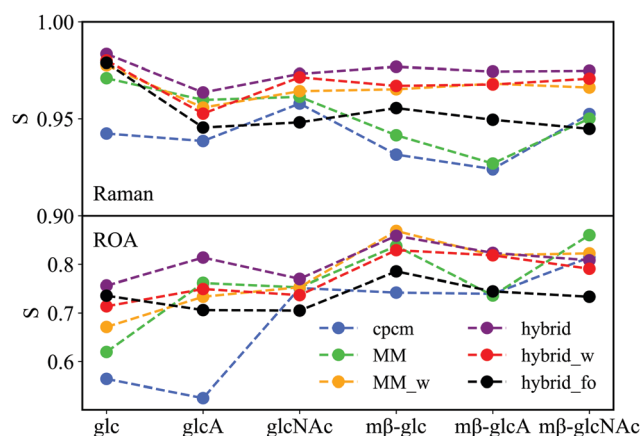 1.00
0.95
0.90
S
Raman
ROA
0.8
0.7
0.6
S
cpcm
MM
MM_w
hybrid
hybrid_w
hybrid_fo
glc glcA glcNAc mβ-glc mβ-glcA mβ-glcNAc